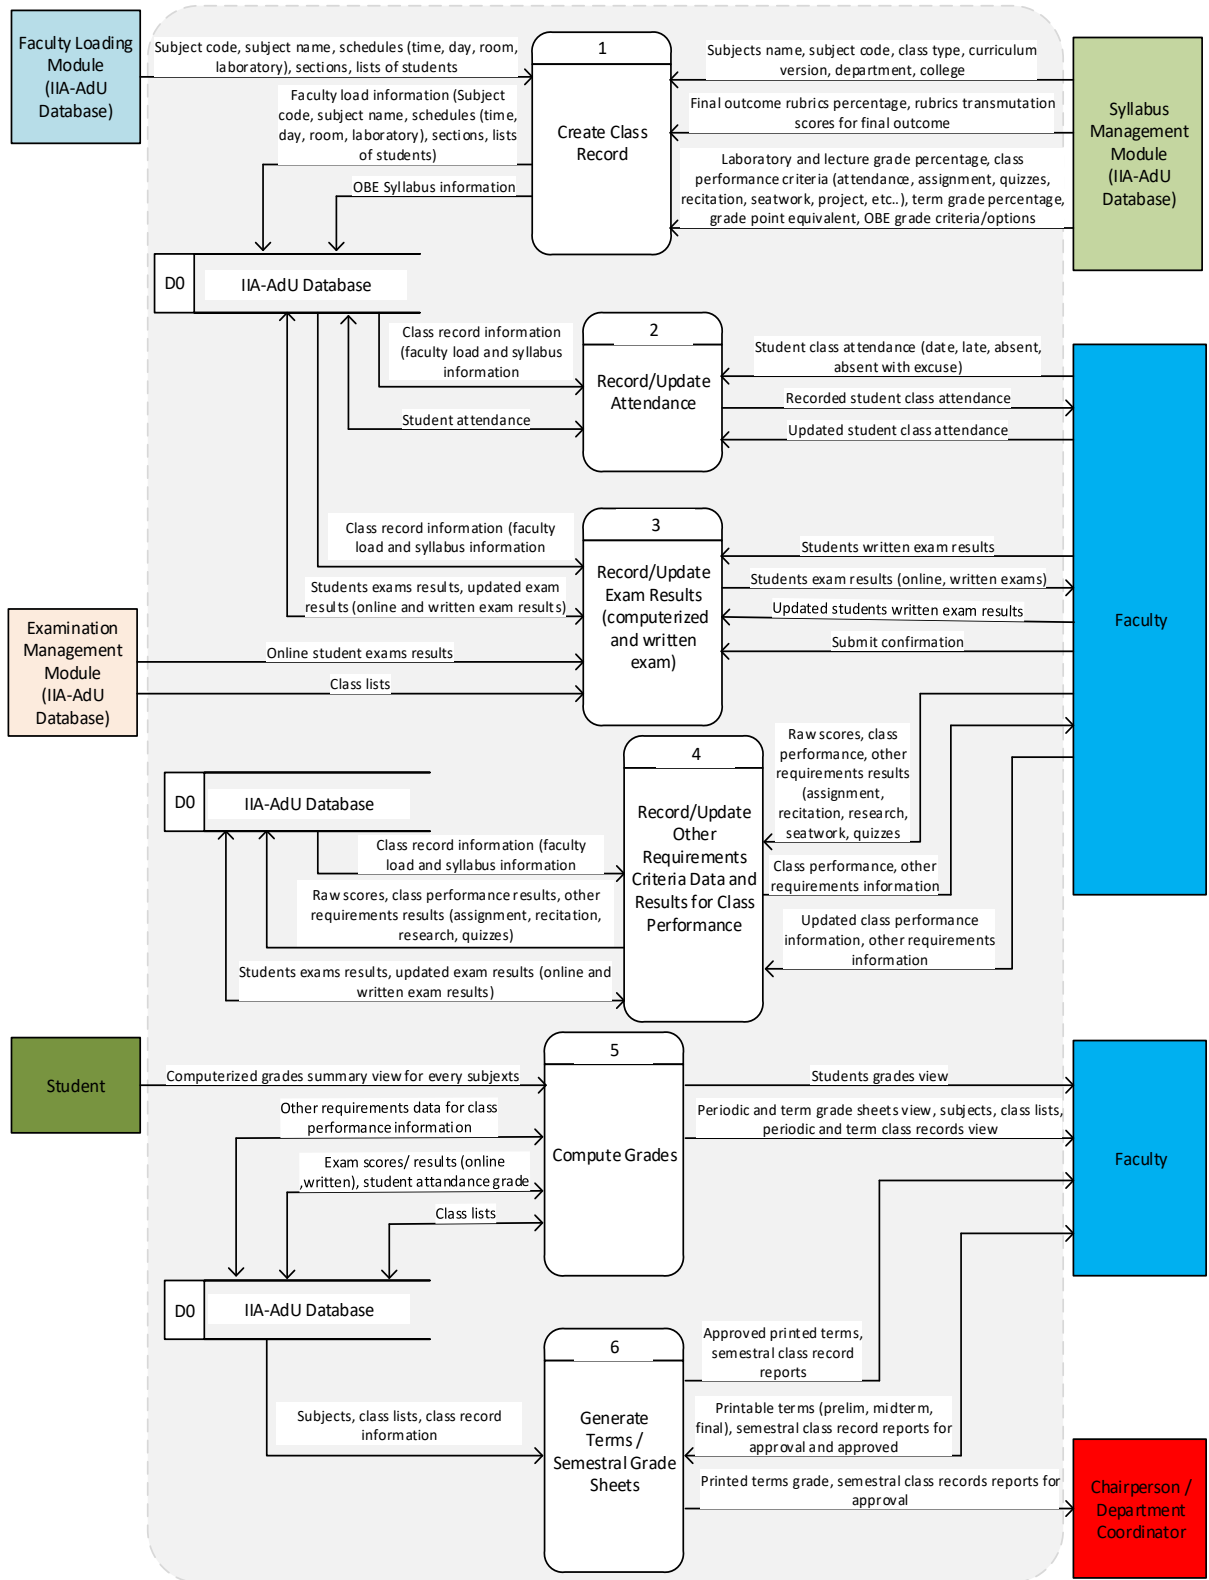 Faculty Loading
Module
(IIA-AdU
Database)
Subject code, subject name, schedules (time, day, room,
laboratory), sections, lists of students
Faculty load information (Subject
code, subject name, schedules (time,
day, room, laboratory), sections, lists
of students)
OBE Syllabus information
1
Create Class
Record
Subjects name, subject code, class type, curriculum
version, department, college
Final outcome rubrics percentage, rubrics transmutation
scores for final outcome
Laboratory and lecture grade percentage, class
performance criteria (attendance, assignment, quizzes,
recitation, seatwork, project, etc..), term grade percentage,
grade point equivalent, OBE grade criteria/options
Syllabus
Management
Module
(IIA-AdU
Database)
D0
IIA-AdU Database
Class record information
(faculty load and syllabus
information
Student attendance
2
Record/Update
Attendance
Student class attendance (date, late, absent,
absent with excuse)
Recorded student class attendance
Updated student class attendance
Class record information (faculty
load and syllabus information
Students exams results, updated exam
results (online and written exam results)
Online student exams results
Class lists
3
Record/Update
Exam Results
(computerized
and written
exam)
Students written exam results
Students exam results (online, written exams)
Updated students written exam results
Submit confirmation
Faculty
Examination
Management
Module
(IIA-AdU
Database)
D0
IIA-AdU Database
Class record information (faculty
load and syllabus information
Raw scores, class performance results, other
requirements results (assignment, recitation,
research, quizzes)
Students exams results, updated exam results (online and
written exam results)
4
Record/Update
Other
Requirements
Criteria Data and
Results for Class
Performance
Raw scores, class
performance, other
requirements results
(assignment,
recitation, research,
seatwork, quizzes
Class performance, other
requirements information
Updated class performance
information, other requirements
information
Student
Computerized grades summary view for every subjexts
Other requirements data for class
performance information
Exam scores/ results (online
,written), student attandance grade
Class lists
5
Compute Grades
Students grades view
Periodic and term grade sheets view, subjects, class lists,
periodic and term class records view
Faculty
D0
IIA-AdU Database
Subjects, class lists, class record
information
6
Generate
Terms /
Semestral Grade
Sheets
Approved printed terms,
semestral class record
reports
Printable terms (prelim, midterm,
final), semestral class record reports for
approval and approved
Printed terms grade, semestral class records reports for
approval
Chairperson /
Department
Coordinator